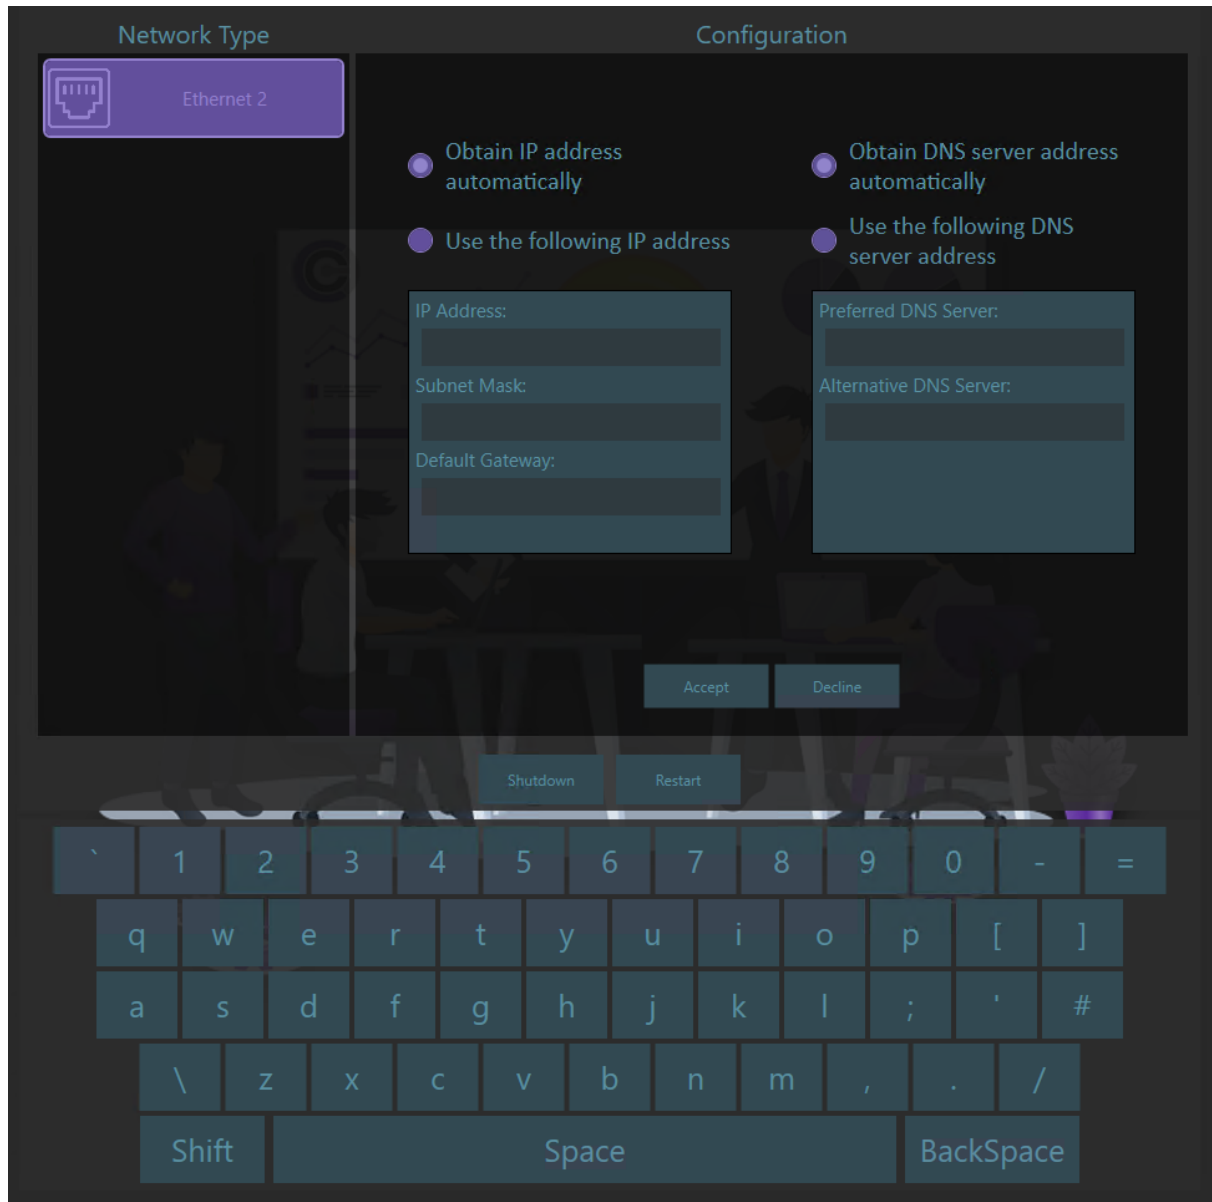 Network Type
Configuration
Ethernet 2
Obtain IP address
automatically
Obtain DNS server address
automatically
Use the following IP address
Use the following DNS
server address
IP Address:
Preferred DNS Server:
Subnet Mask:
Alternative DNS Server:
Default Gateway:
Accept
Decline
Shutdown
Restart
` 1 2 3 4 5 6 7 8 9 0 - =
q w e r t y u i o p [ ]
a s d f g h j k l ; ' #
\ z x c v b n m , . /
Shift Space BackSpace